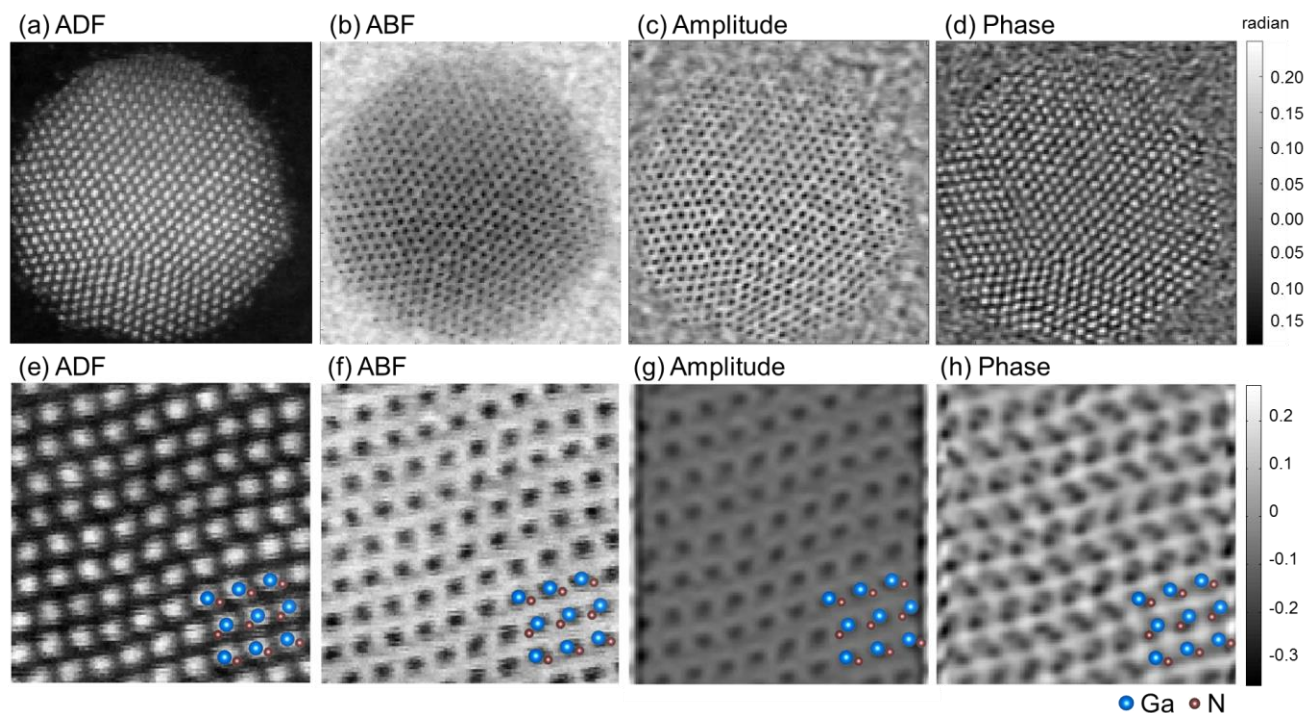 (a) ADF
(b) ABF
(c) Amplitude
(d) Phase
radian
0.20
0.15
0.10
0.05
0.00
0.05
0.10
0.15
(e) ADF
(f) ABF
(g) Amplitude
(h) Phase
0.2
0.1
0
-0.1
-0.2
-0.3
Ga
N